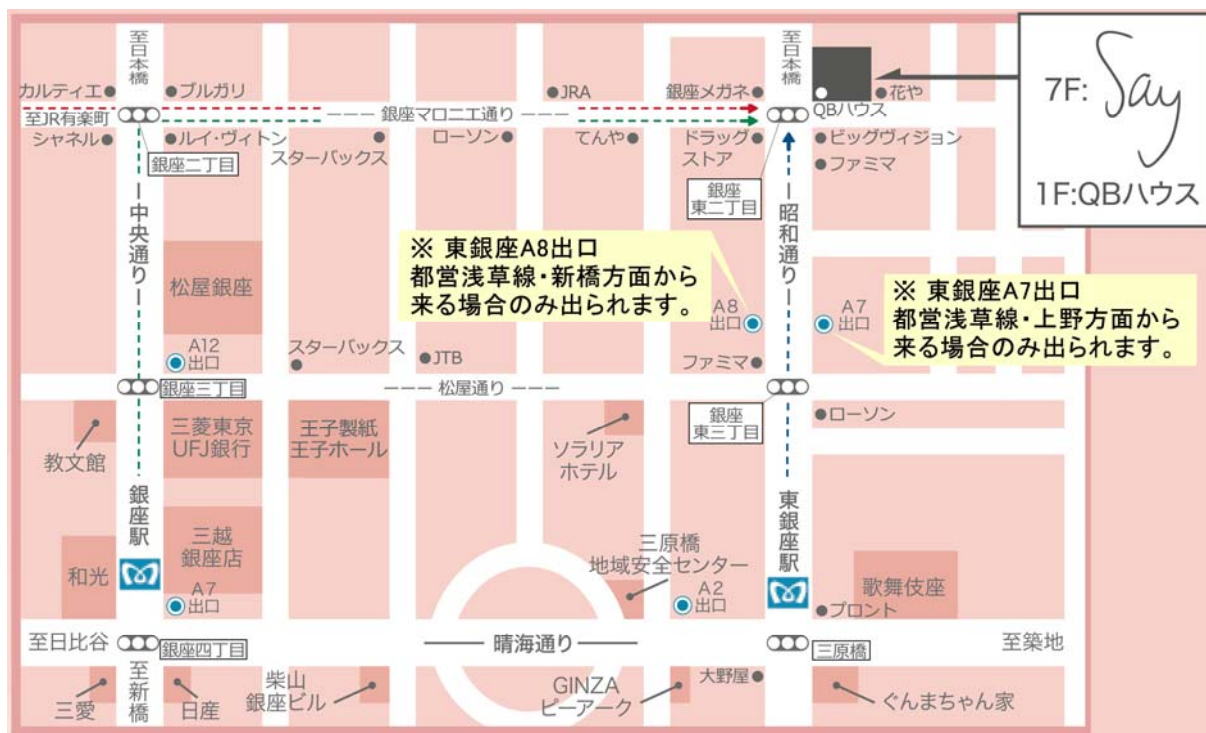 至日本橋
至日本橋
7F: Say
1F:QBハウス
カルティエ
ブルガリ
JRA
銀座メガネ
QBハウス
花や
至JR有楽町
銀座マロニエ通り
シャネル
ルイ・ヴィトン
スターバックス
ローソン
てんや
ドラッグ
ストア
ビッグヴィジョン
ファミマ
銀座二丁目
銀座
東二丁目
中央通り
昭和通り
松屋銀座
※ 東銀座A8出口
都営浅草線・新橋方面から
来る場合のみ出られます。
A8
出口
A7
出口
※ 東銀座A7出口
都営浅草線・上野方面から
来る場合のみ出られます。
A12
出口
スターバックス
JTB
ファミマ
銀座三丁目
松屋通り
銀座
東三丁目
ローソン
教文館
三菱東京
UFJ銀行
王子製紙
王子ホール
ソラリア
ホテル
銀座駅
東銀座駅
三越
銀座店
和光
A7
出口
三原橋
地域安全センター
A2
出口
歌舞伎座
プロント
至日比谷
銀座四丁目
晴海通り
三原橋
至築地
至新橋
三愛
日産
柴山
銀座ビル
GINZA
ピーアーク
大野屋
ぐんまちゃん家